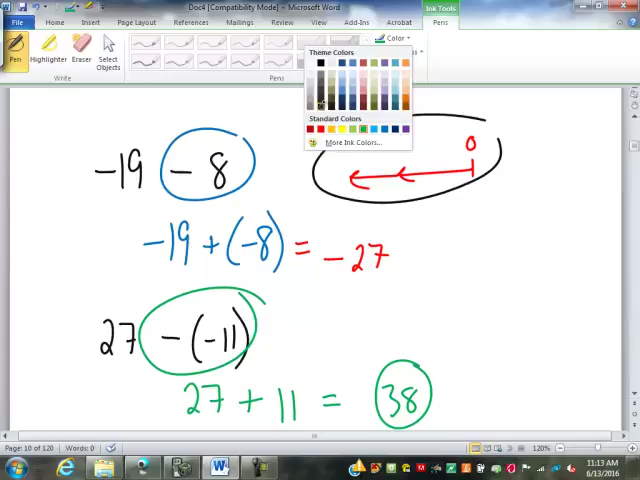 Doc4 [Compatibility Mode] - Microsoft Word
Ink Tools
File Home Insert Page Layout References Mailings Review View Add-Ins Acrobat Pens
Pen Highlighter Eraser Select Objects
Color
Write
Pens
Theme Colors
Standard Colors
More Ink Colors...
-19 - 8
0
-19 + (-8) = -27
27 - (-11)
27 + 11 = 38
Page: 10 of 120 Words: 0
120%
11:13 AM
6/13/2016